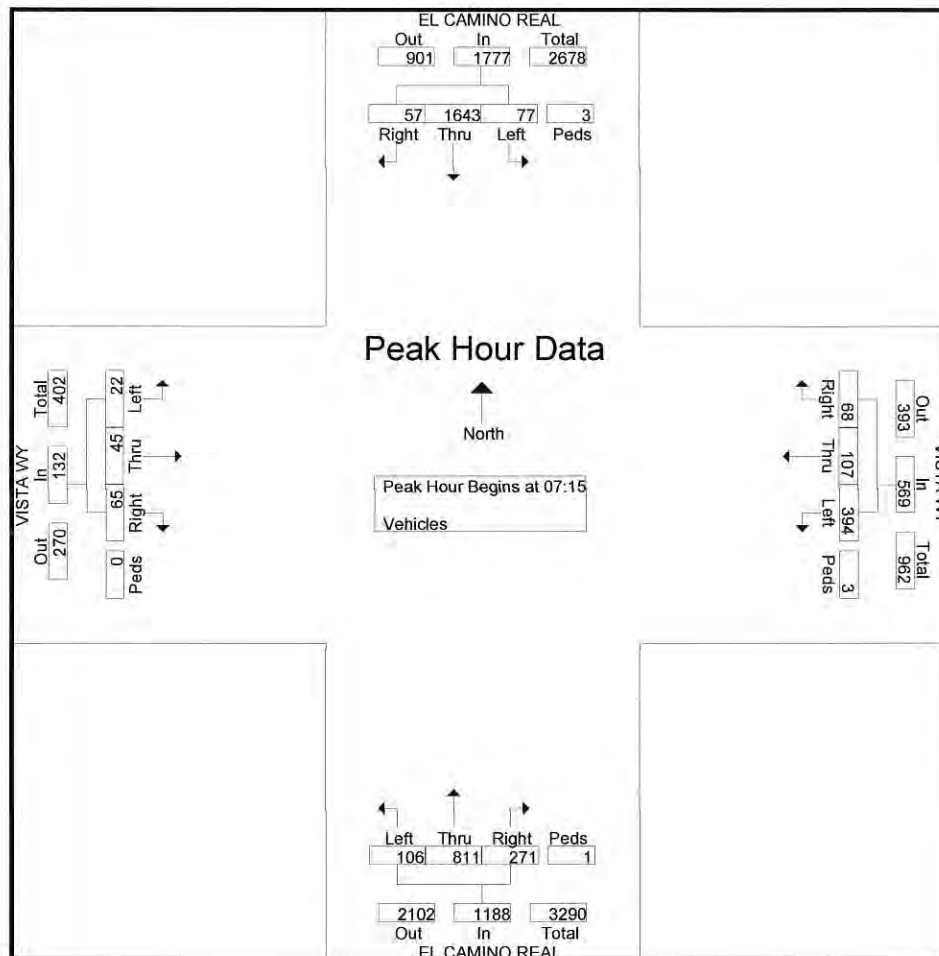 EL CAMINO REAL
Out In Total
901 1777 2678
57 1643 77 3
Right Thru Left Peds
Peak Hour Data
North
Peak Hour Begins at 07:15
Vehicles
VISTA WY
Total In Out
402 132 270
22 45 65 0
Left Thru Right Peds
Out In Total
393 569 962
68 107 394 3
Right Thru Left Peds
Left Thru Right Peds
106 811 271 1
2102 1188 3290
Out In Total
EL CAMINO REAL